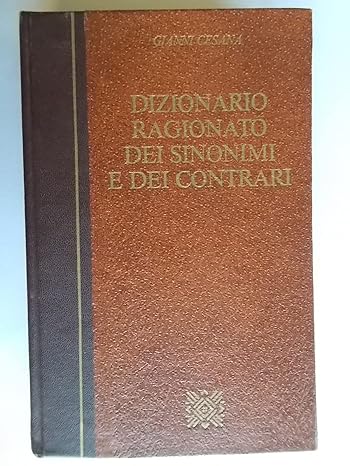 GIANNI CESANA
DIZIONARIO
RAGIONATO
DEI SINONIMI
E DEI CONTRARI